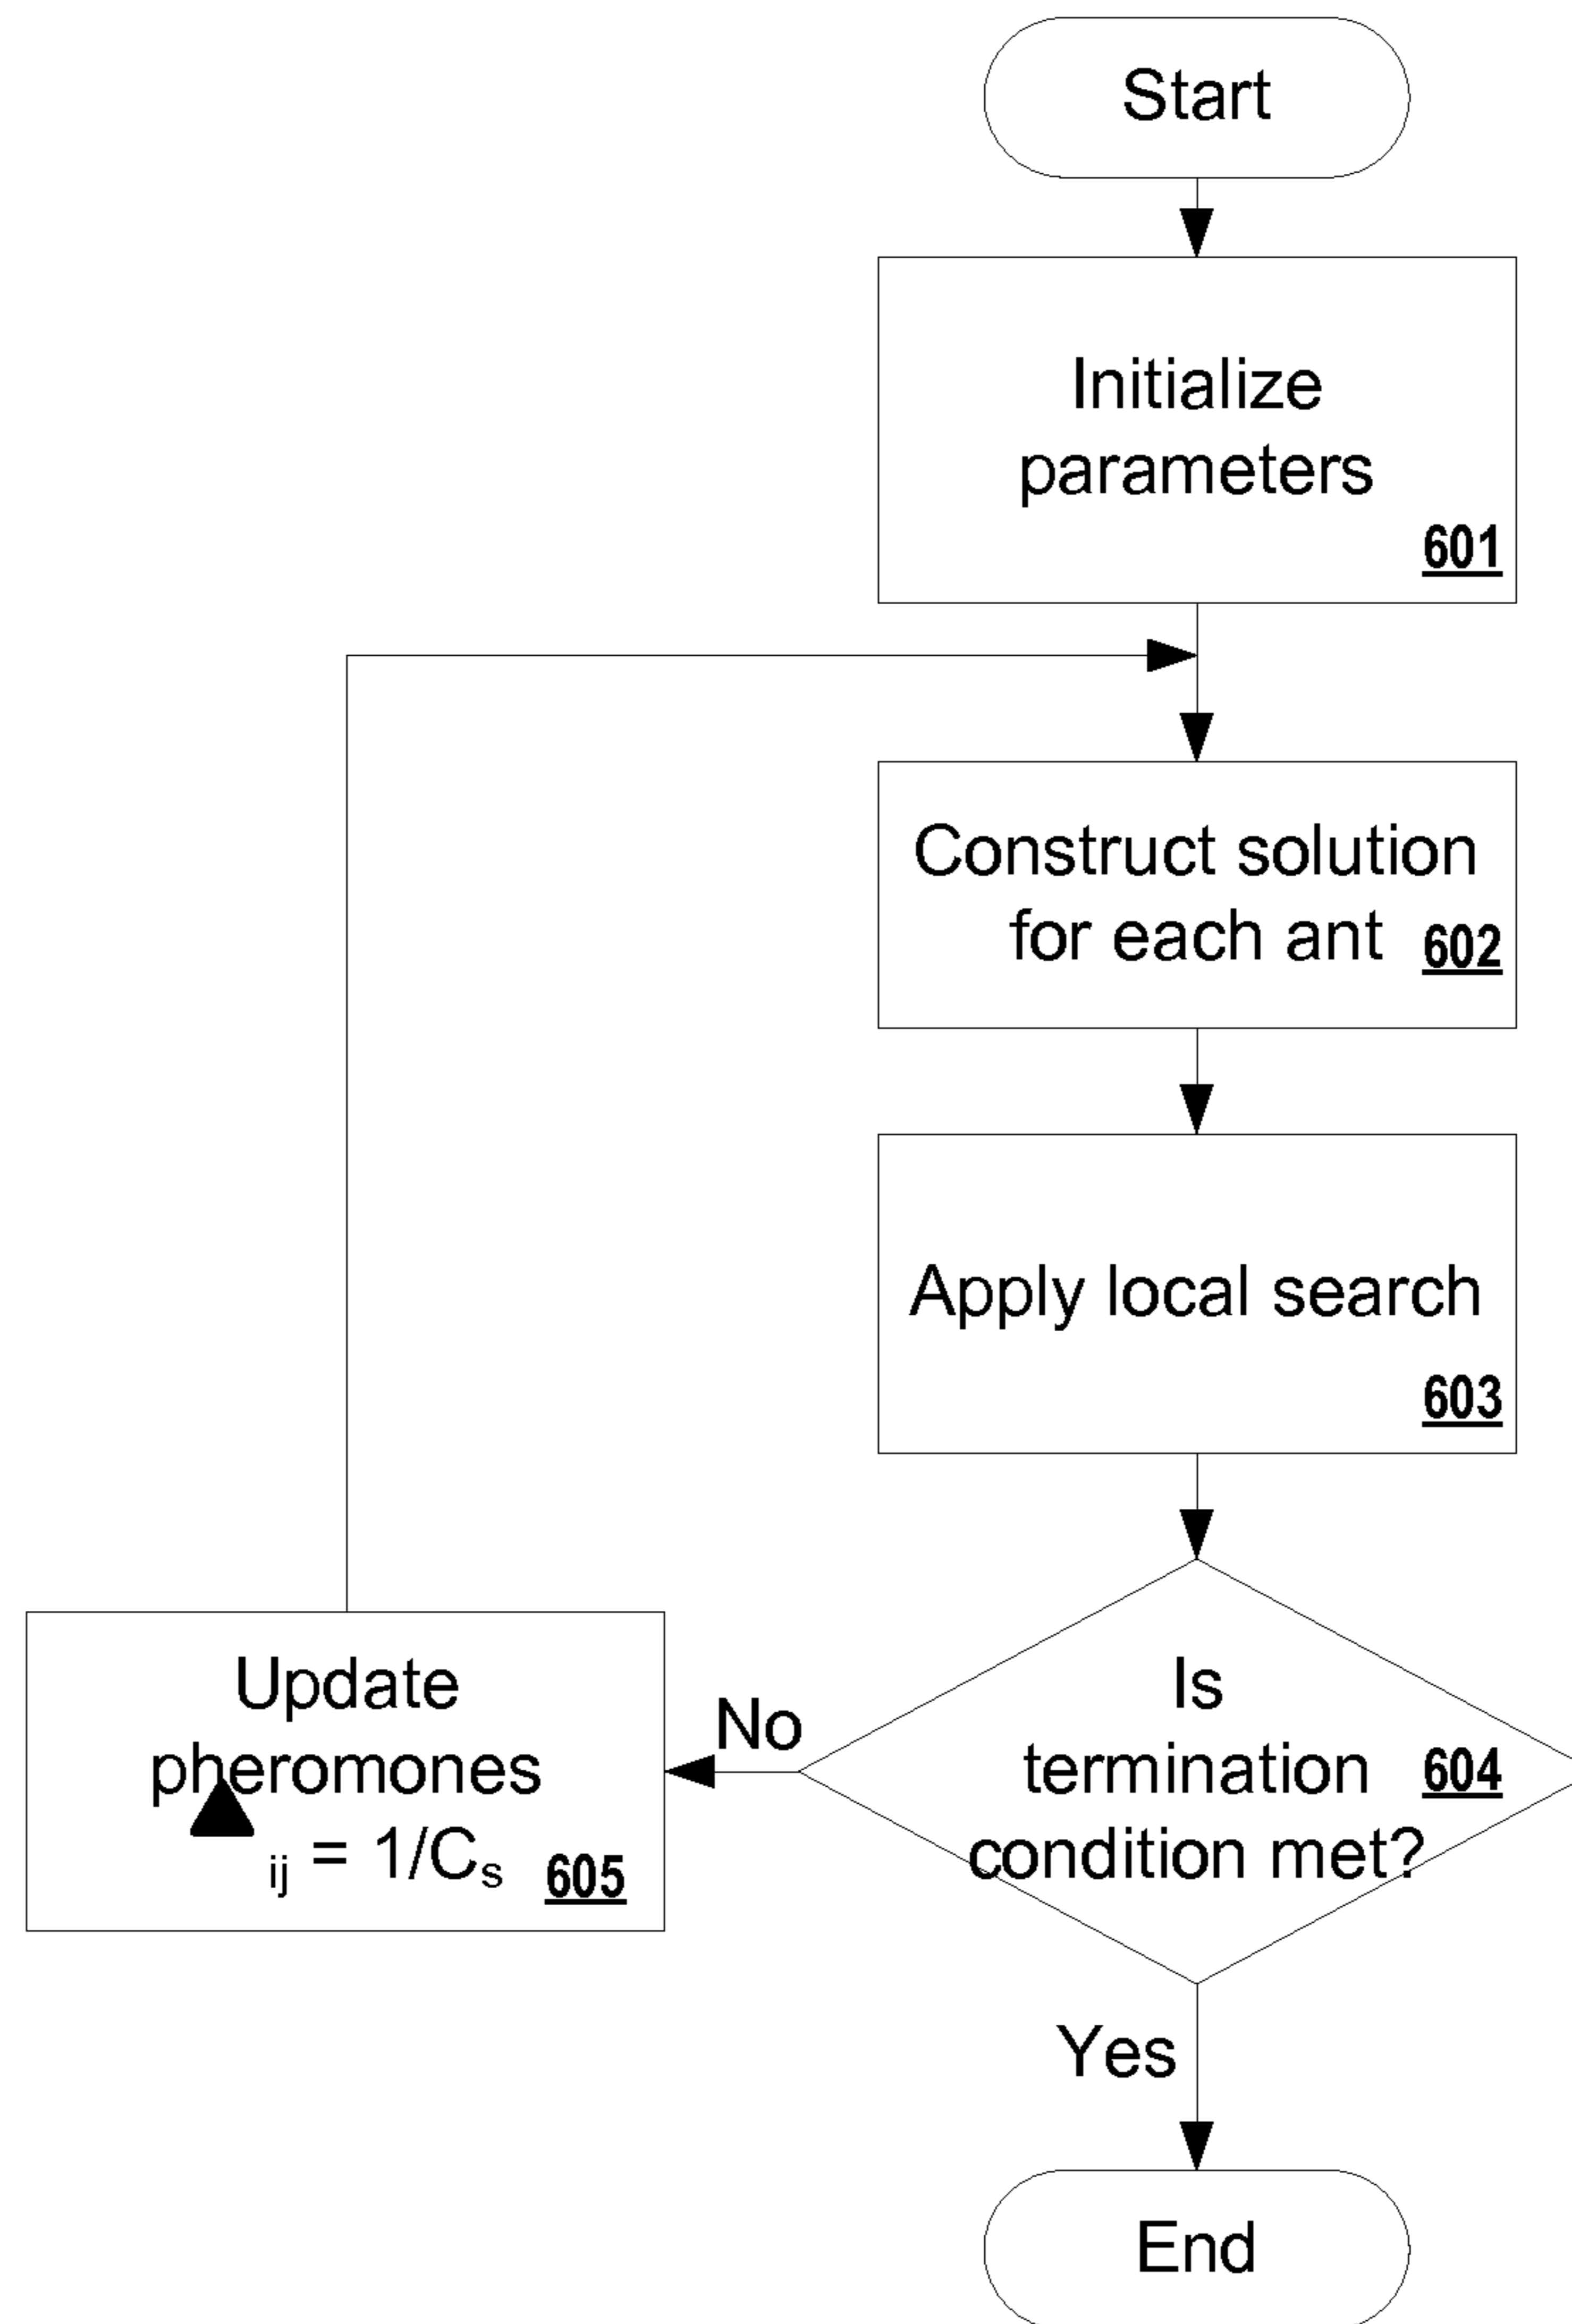 Start
Initialize
parameters
601
Construct solution
for each ant 602
Apply local search
603
Is
termination 604
condition met?
No
Update
pheromones
ij = 1/Cs 605
Yes
End